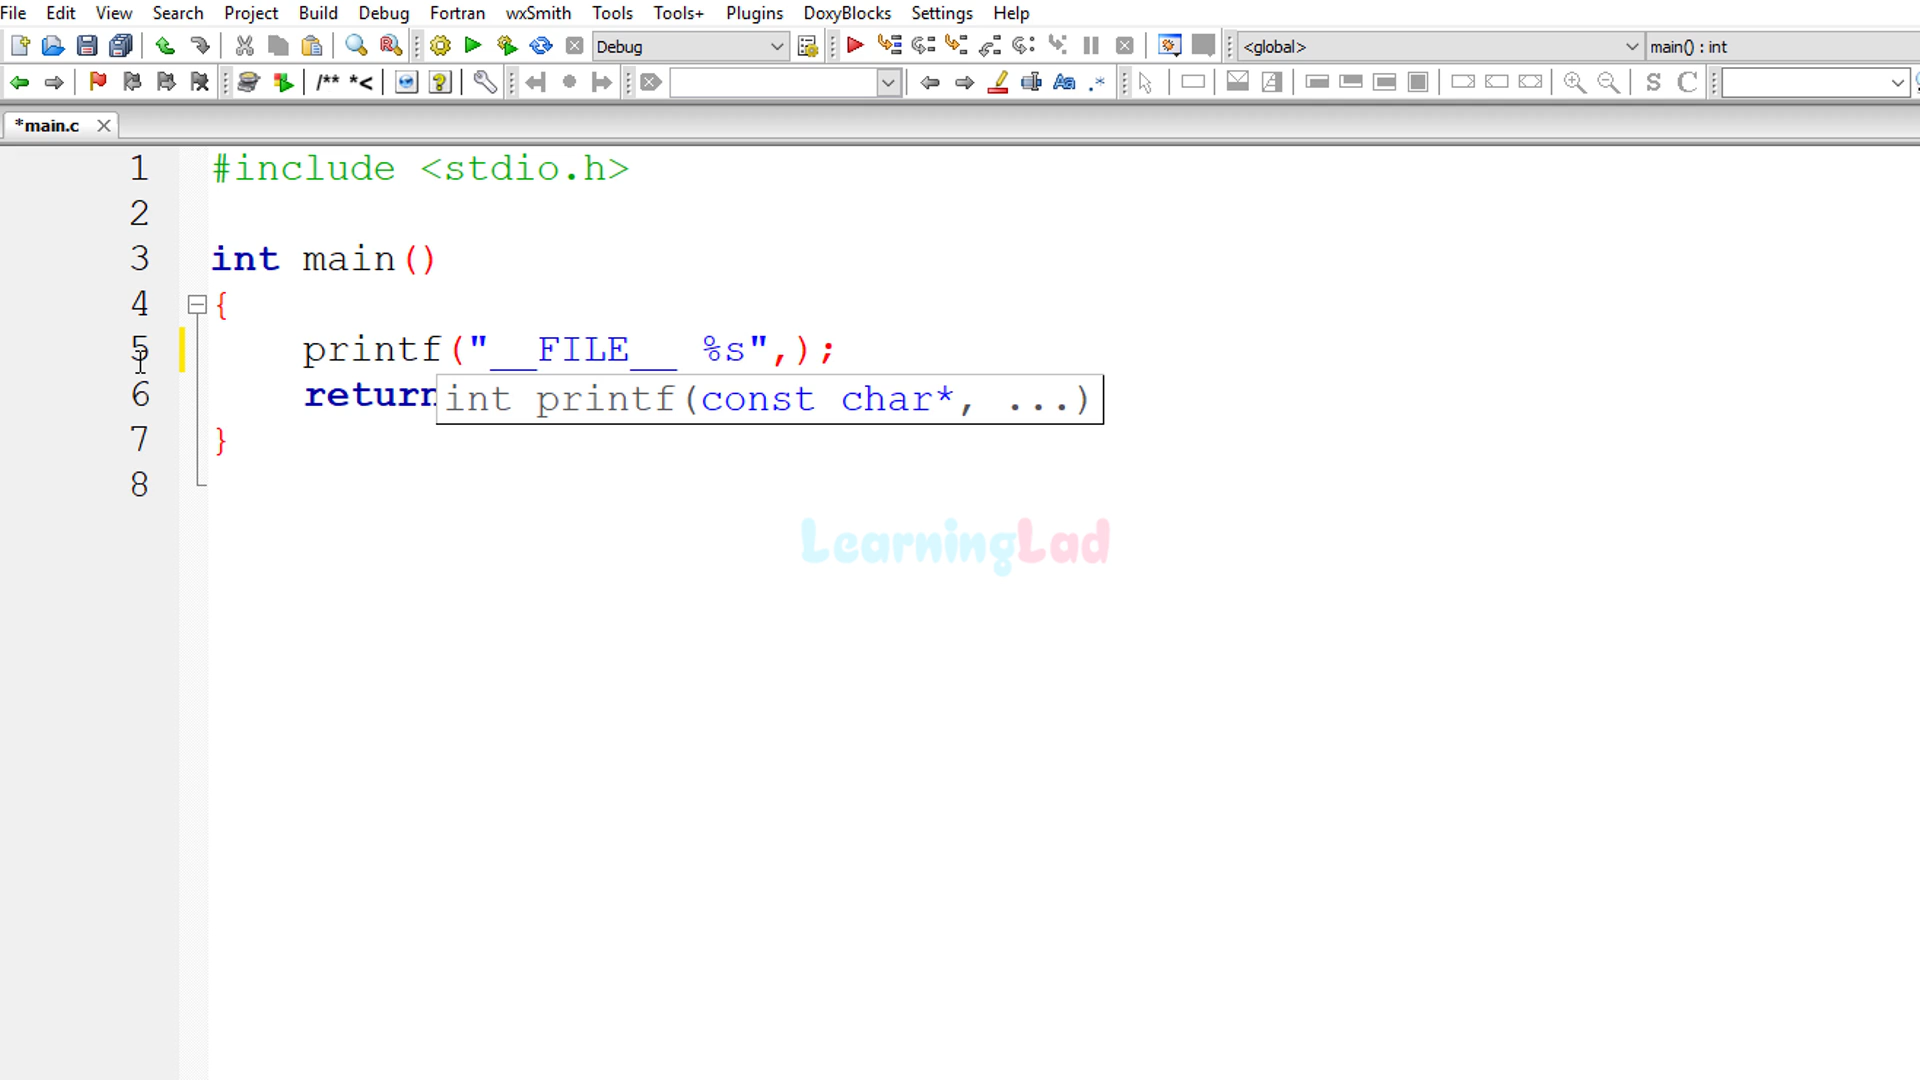 File Edit View Search Project Build Debug Fortran wxSmith Tools Tools+ Plugins DoxyBlocks Settings Help
Debug <global> main() : int
/** *<
Aa .* S C
*main.c
1 #include <stdio.h>
2
3 int main()
4 {
5 printf("__FILE__ %s",);
6 return
int printf(const char*, ...)
7 }
8
LearningLad